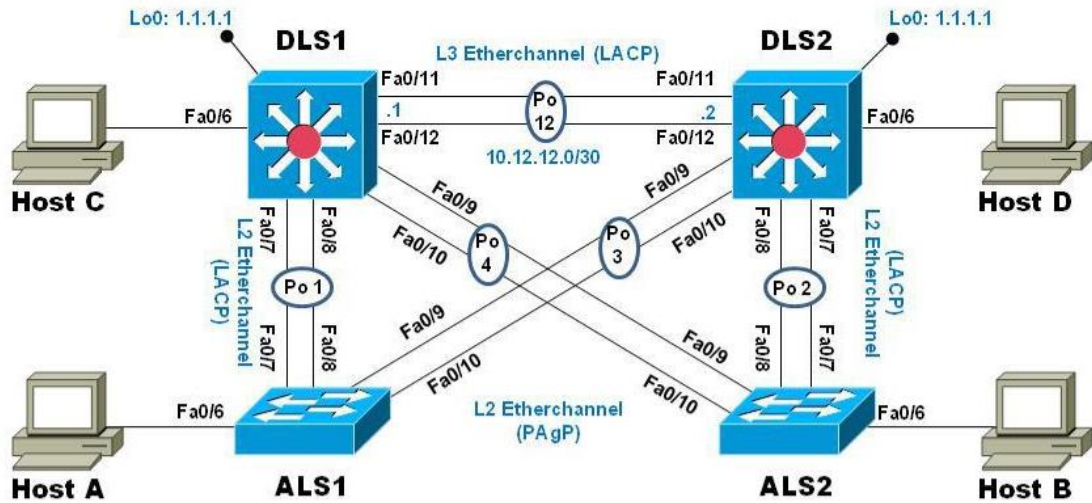 Lo0: 1.1.1.1
Lo0: 1.1.1.1
DLS1
DLS2
L3 Etherchannel (LACP)
Fa0/11
Fa0/11
Fa0/6
.1
Po
12
.2
Fa0/6
Fa0/12
Fa0/12
10.12.12.0/30
Host C
Host D
Fa0/9
Fa0/9
Fa0/10
Fa0/10
Fa0/7
Fa0/8
Fa0/8
Fa0/7
L2 Etherchannel
(LACP)
Po
4
Po
3
L2 Etherchannel
(LACP)
Po 1
Po 2
Fa0/7
Fa0/8
Fa0/9
Fa0/10
Fa0/9
Fa0/10
Fa0/8
Fa0/7
Fa0/6
L2 Etherchannel
(PAgP)
Fa0/6
Host A
ALS1
ALS2
Host B